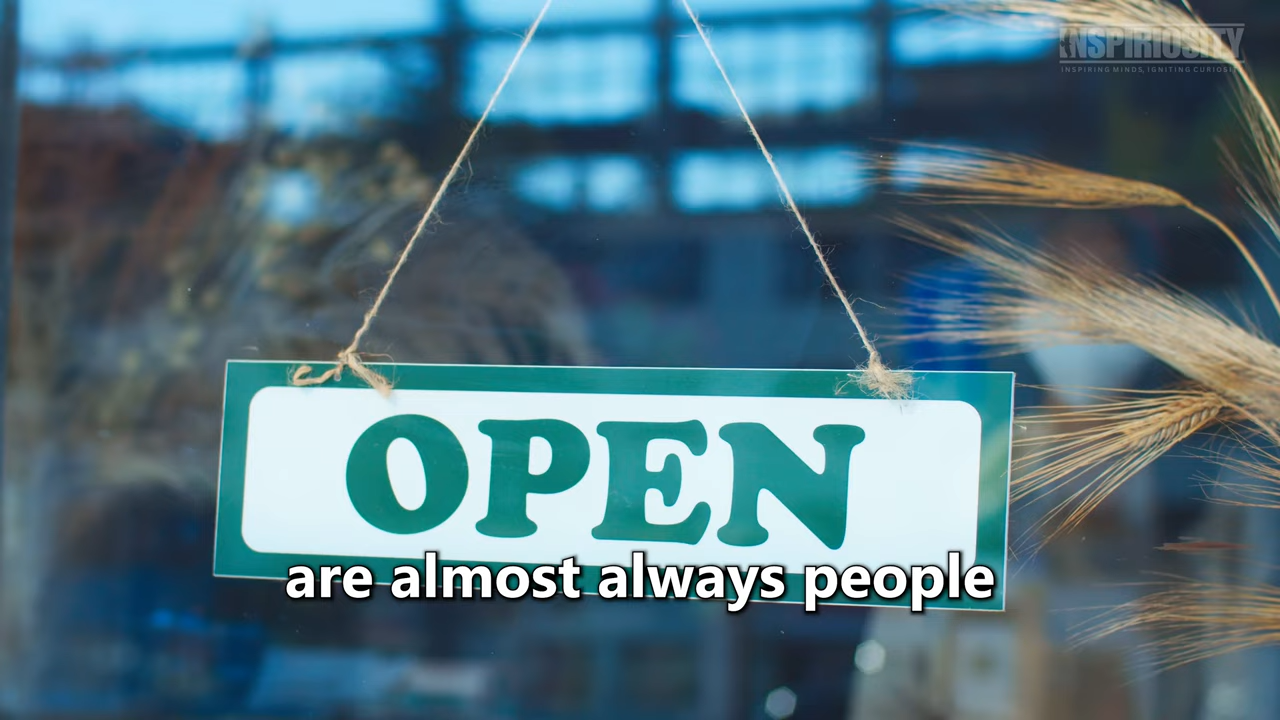 INSPIRIOSITY
INSPIRING MINDS, IGNITING CURIOSITY
OPEN
are almost always people